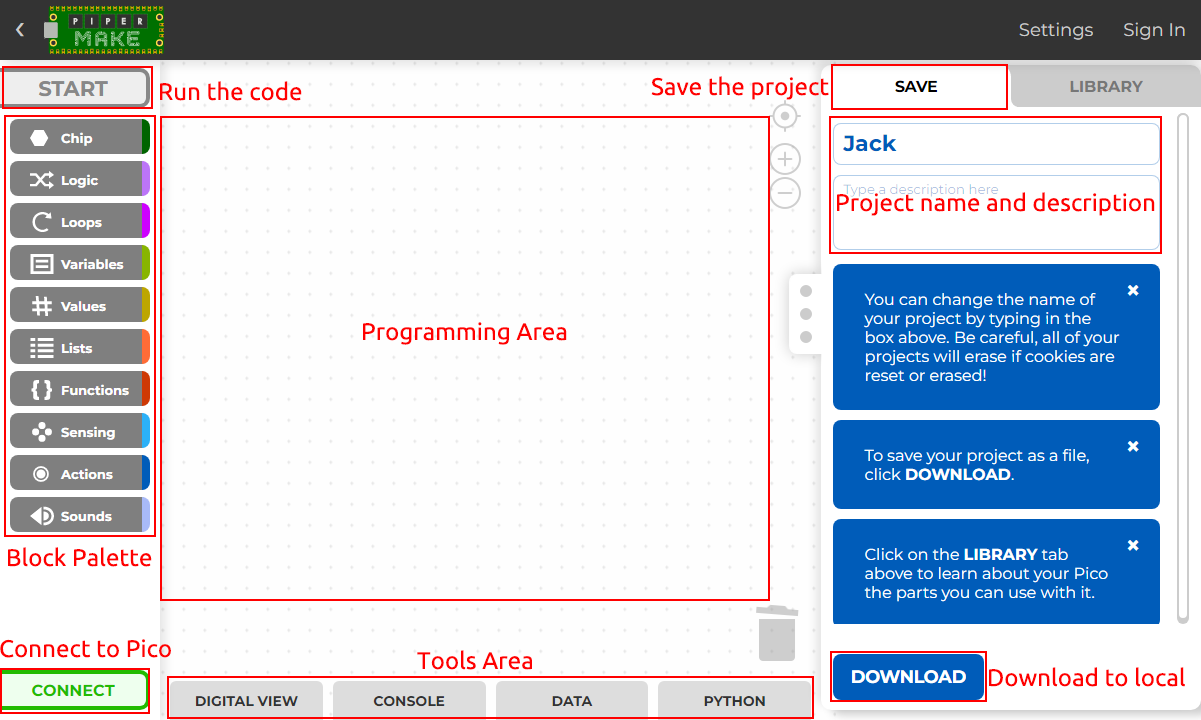 PIPER
MAKE
Settings
Sign In
START
Run the code
Save the project
SAVE
LIBRARY
Chip
Logic
Loops
Variables
Values
Lists
Functions
Sensing
Actions
Sounds
Block Palette
Connect to Pico
CONNECT
Programming Area
Tools Area
DIGITAL VIEW
CONSOLE
DATA
PYTHON
Jack
Type a description here
Project name and description
You can change the name of
your project by typing in the
box above. Be careful, all of your
projects will erase if cookies are
reset or erased!
To save your project as a file,
click DOWNLOAD.
Click on the LIBRARY tab
above to learn about your Pico
the parts you can use with it.
DOWNLOAD
Download to local